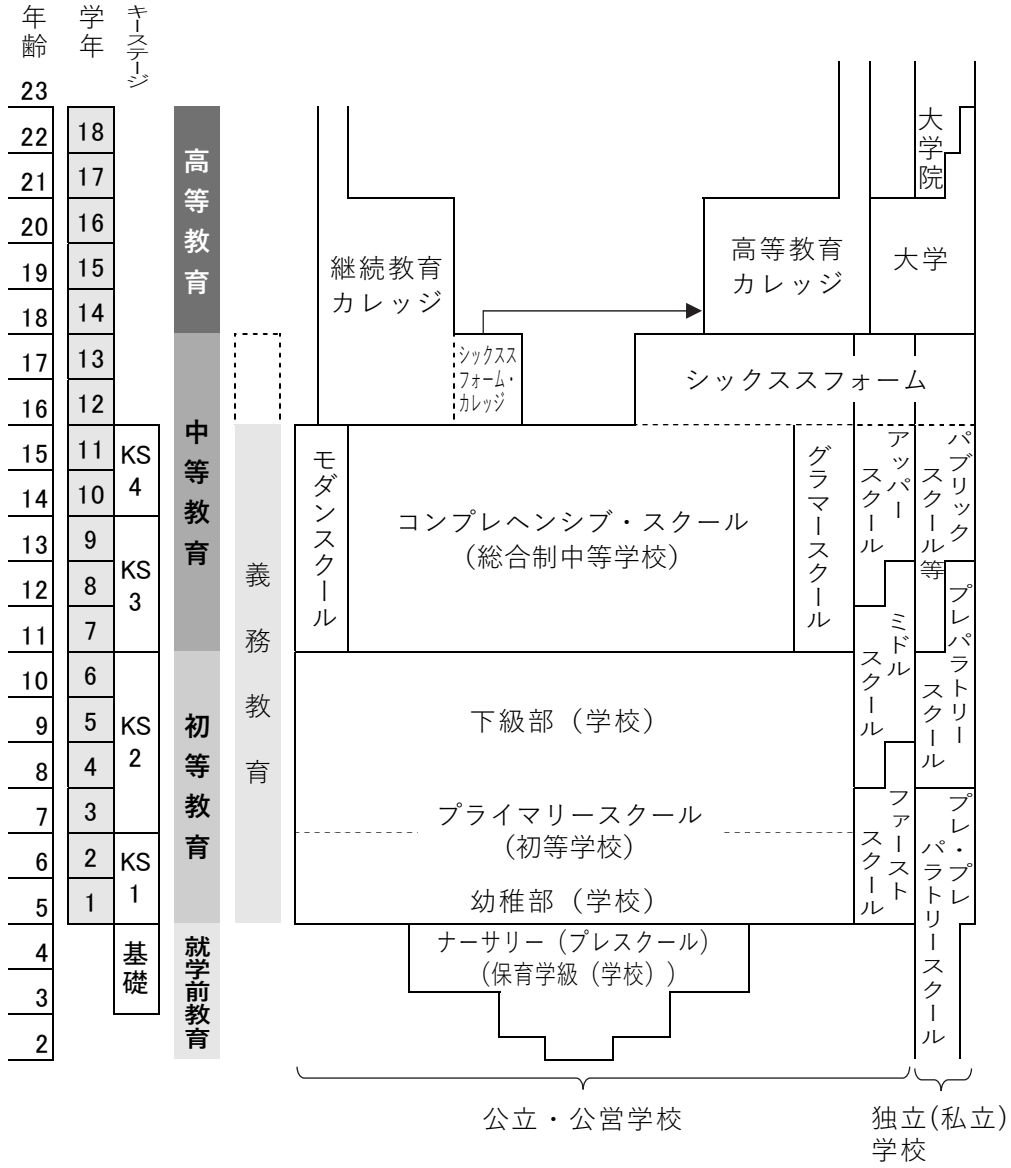 年齢
学年
キーステージ
23
22
21
20
19
18
17
16
15
14
13
12
11
10
9
8
7
6
5
4
3
2
18
17
16
15
14
13
12
11
10
9
8
7
6
5
4
3
2
1
KS
4
KS
3
KS
2
KS
1
基礎
高等教育
中等教育
初等教育
就学前教育
義務教育
継続教育
カレッジ
高等教育
カレッジ
大学院
大学
シックスス
フォーム・
カレッジ
シックススフォーム
モダンスクール
コンプレヘンシブ・スクール
(総合制中等学校)
グラマースクール
アッパー
スクール
パブリック
スクール等
ミドル
スクール
プレパラトリー
スクール
下級部（学校）
プライマリースクール
(初等学校)
幼稚部（学校）
ファースト
スクール
プレ・プレ
パラトリースクール
ナーサリー（プレスクール）
(保育学級（学校）)
公立・公営学校
独立(私立)
学校